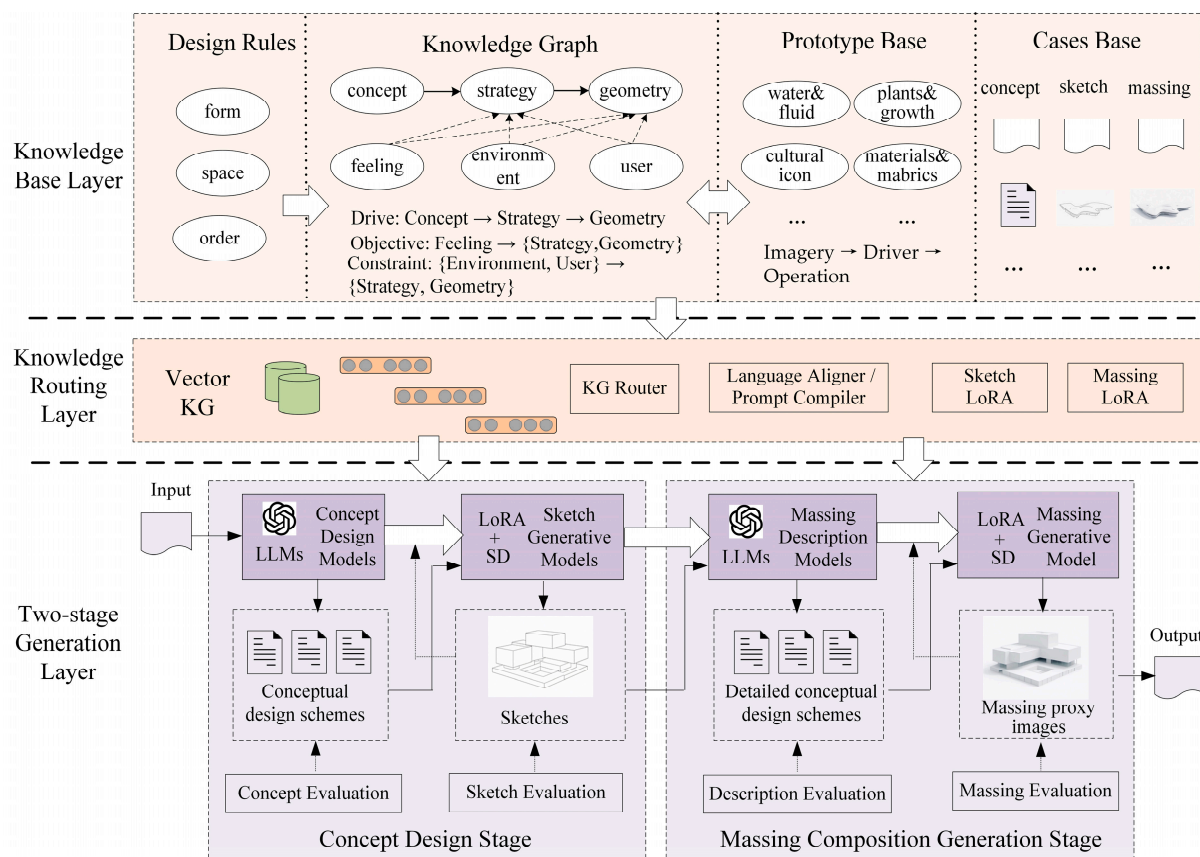 Design Rules
form
space
order
Knowledge Graph
concept
strategy
geometry
feeling
environm
ent
user
Drive: Concept → Strategy → Geometry
Objective: Feeling → {Strategy,Geometry}
Constraint: {Environment, User} →
{Strategy, Geometry}
Prototype Base
water&
fluid
plants&
growth
cultural
icon
materials&
mabrics
...
...
Imagery → Driver →
Operation
Cases Base
concept
sketch
massing
...
...
...
Knowledge
Base Layer
Knowledge
Routing
Layer
Vector
KG
KG Router
Language Aligner /
Prompt Compiler
Sketch
LoRA
Massing
LoRA
Two-stage
Generation
Layer
Input
LLMs
Concept
Design
Models
LoRA
+
SD
Sketch
Generative
Models
LLMs
Massing
Description
Models
LoRA
+
SD
Massing
Generative
Model
Conceptual
design schemes
Sketches
Detailed conceptual
design schemes
Massing proxy
images
Output
Concept Evaluation
Sketch Evaluation
Description Evaluation
Massing Evaluation
Concept Design Stage
Massing Composition Generation Stage